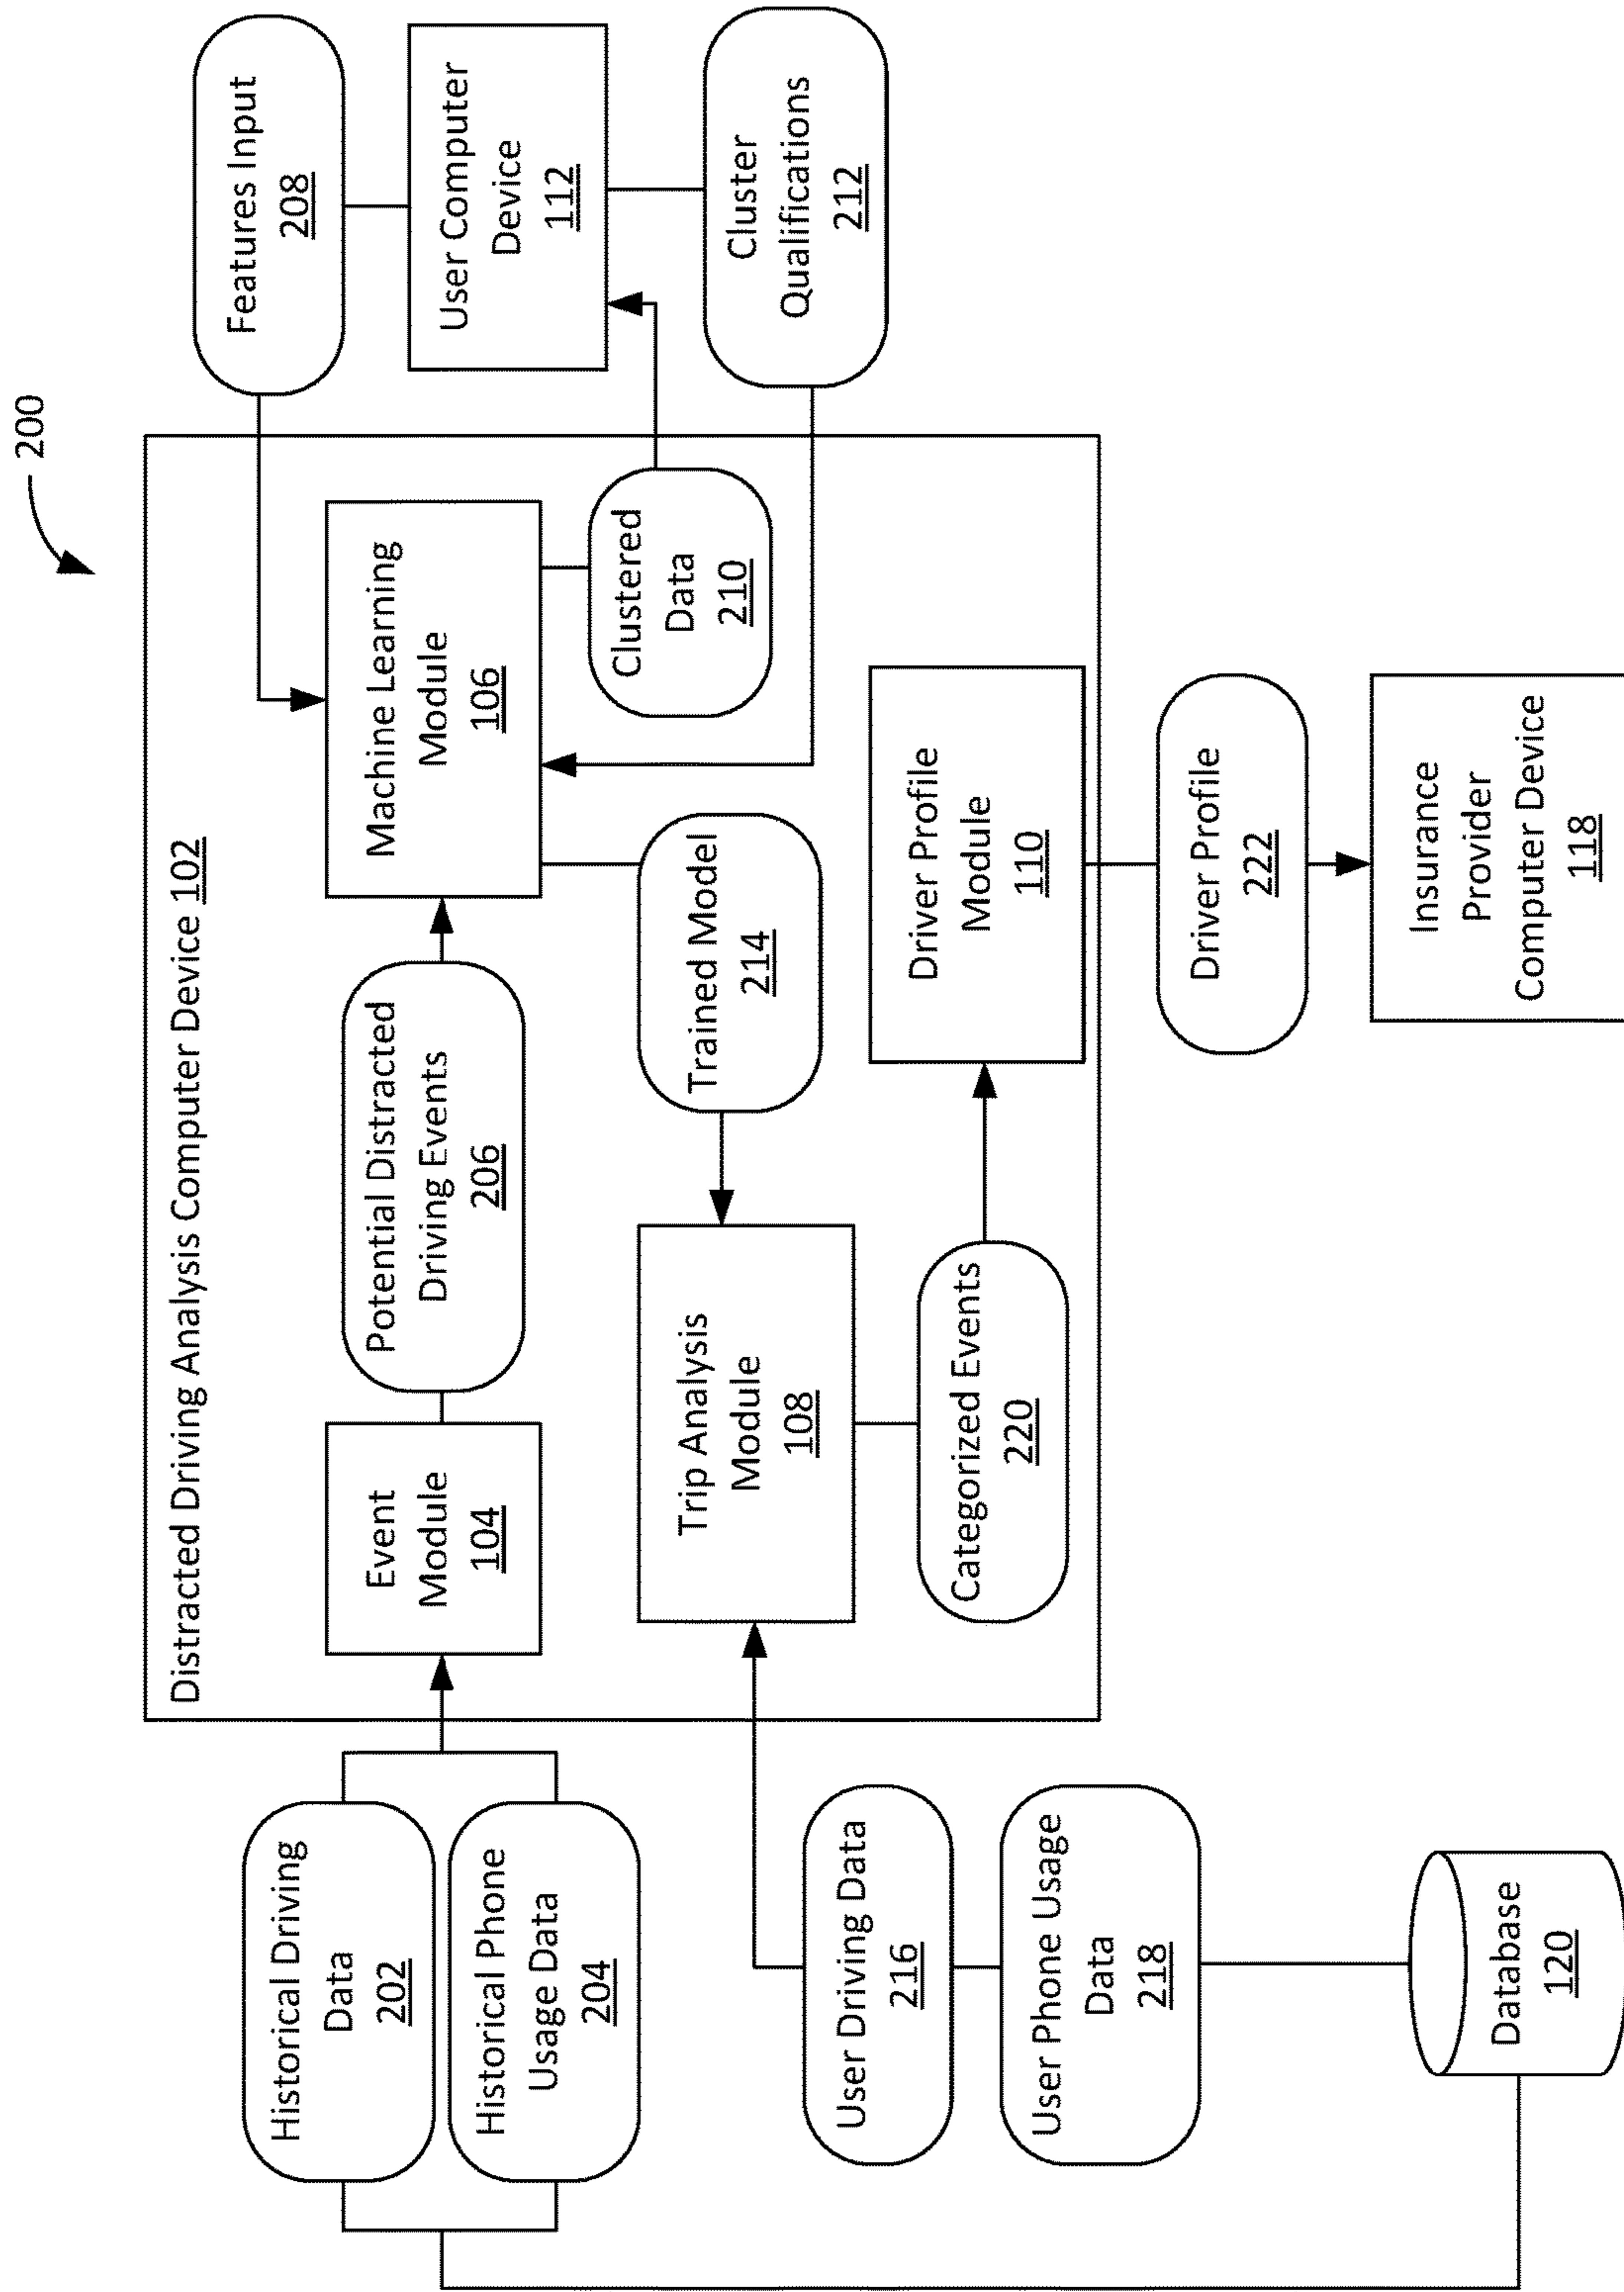 200
Distracted Driving Analysis Computer Device 102
Historical Driving
Data
202
Historical Phone
Usage Data
204
Event
Module
104
Potential Distracted
Driving Events
206
Machine Learning
Module
106
Features Input
208
User Computer
Device
112
Clustered
Data
210
Cluster
Qualifications
212
Trained Model
214
User Driving Data
216
User Phone Usage
Data
218
Trip Analysis
Module
108
Categorized Events
220
Driver Profile
Module
110
Driver Profile
222
Insurance
Provider
Computer Device
118
Database
120